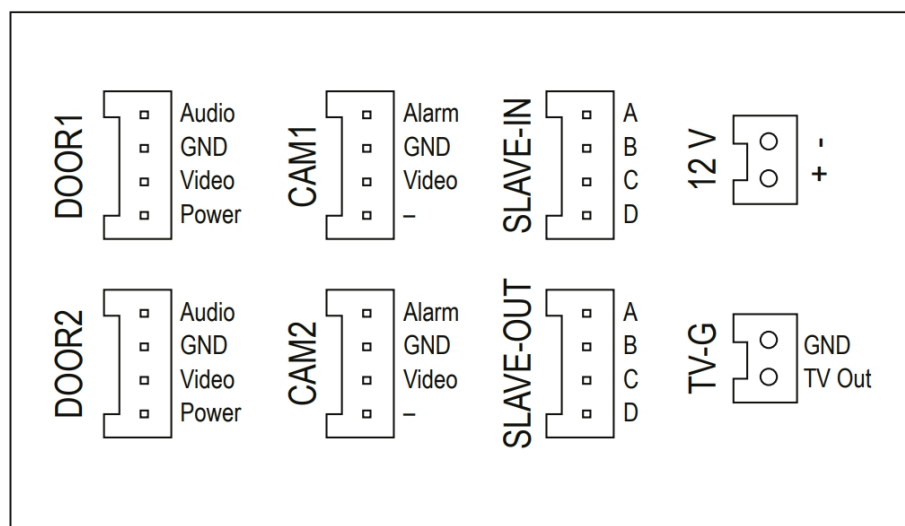 DOOR1
Audio
GND
Video
Power
CAM1
Alarm
GND
Video
–
SLAVE-IN
A
B
C
D
12 V
-
+
DOOR2
Audio
GND
Video
Power
CAM2
Alarm
GND
Video
–
SLAVE-OUT
A
B
C
D
TV-G
GND
TV Out